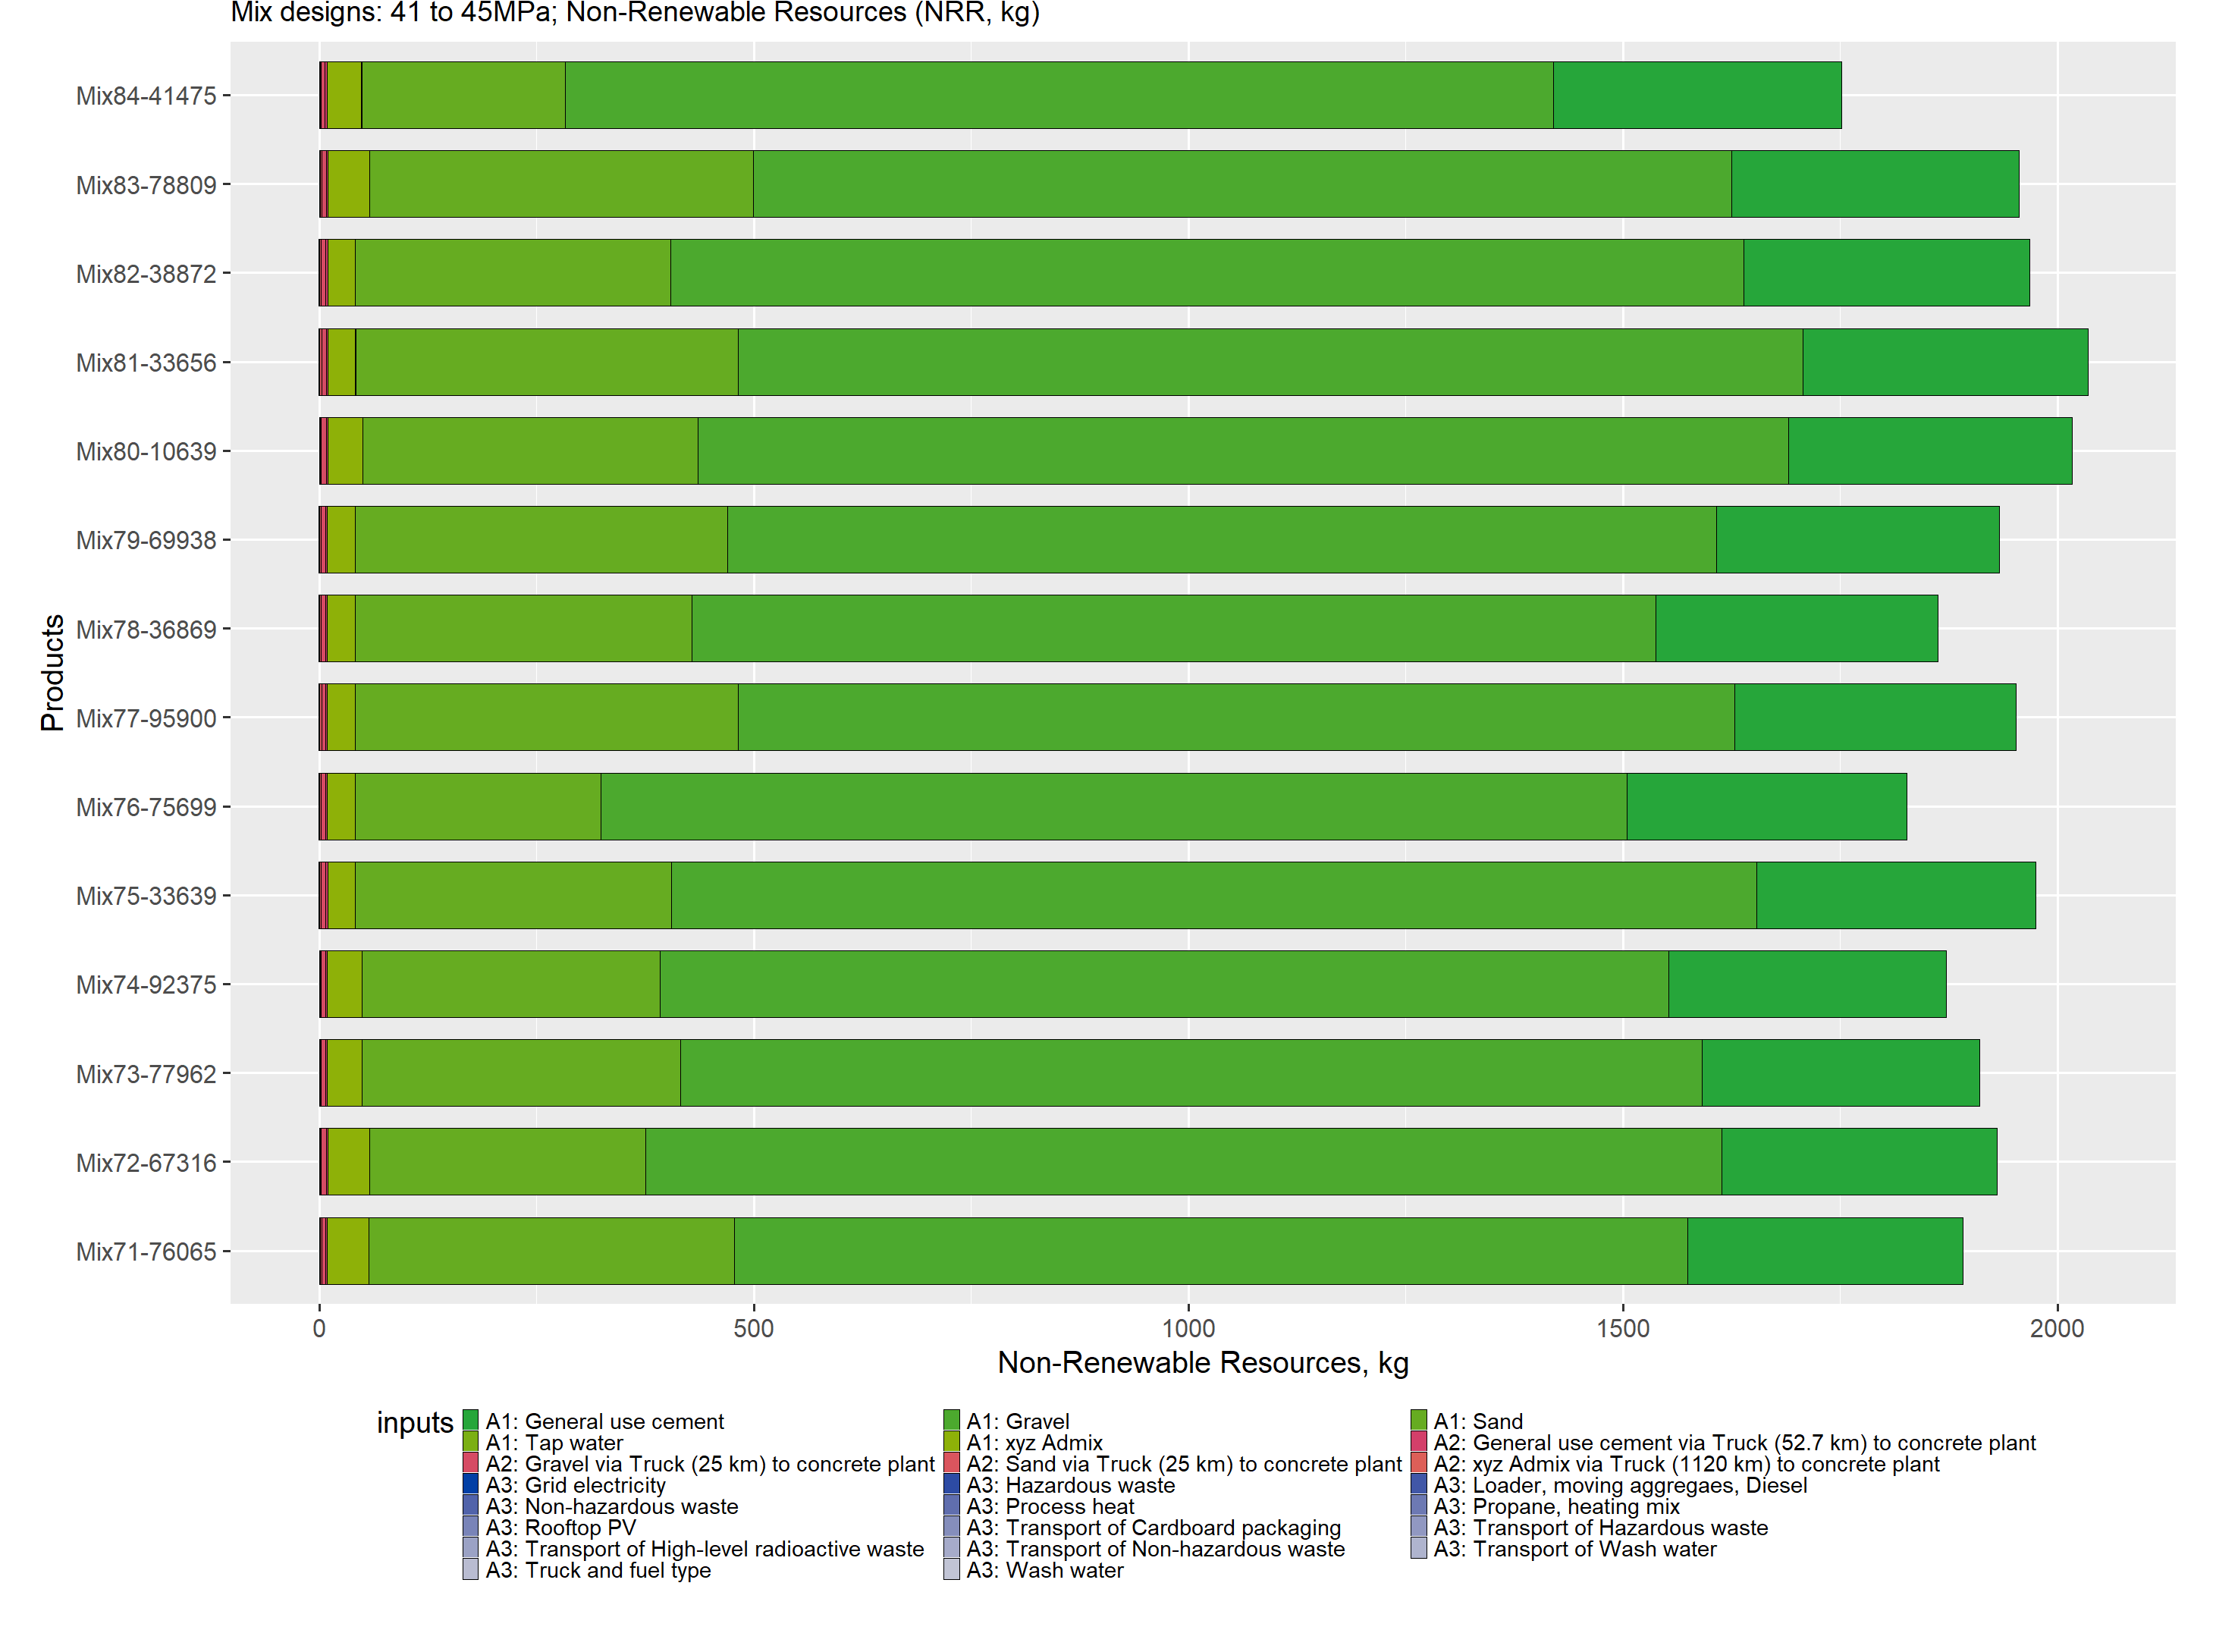 Mix designs: 41 to 45MPa; Non-Renewable Resources (NRR, kg)
Mix84-41475
Mix83-78809
Mix82-38872
Mix81-33656
Mix80-10639
Mix79-69938
Mix78-36869
Mix77-95900
Mix76-75699
Mix75-33639
Mix74-92375
Mix73-77962
Mix72-67316
Mix71-76065
Products
0 500 1000 1500 2000
Non-Renewable Resources, kg
inputs
A1: General use cement A1: Gravel A1: Sand
A1: Tap water A1: xyz Admix A2: General use cement via Truck (52.7 km) to concrete plant
A2: Gravel via Truck (25 km) to concrete plant A2: Sand via Truck (25 km) to concrete plant A2: xyz Admix via Truck (1120 km) to concrete plant
A3: Grid electricity A3: Hazardous waste A3: Loader, moving aggregaes, Diesel
A3: Non-hazardous waste A3: Process heat A3: Propane, heating mix
A3: Rooftop PV A3: Transport of Cardboard packaging A3: Transport of Hazardous waste
A3: Transport of High-level radioactive waste A3: Transport of Non-hazardous waste A3: Transport of Wash water
A3: Truck and fuel type A3: Wash water